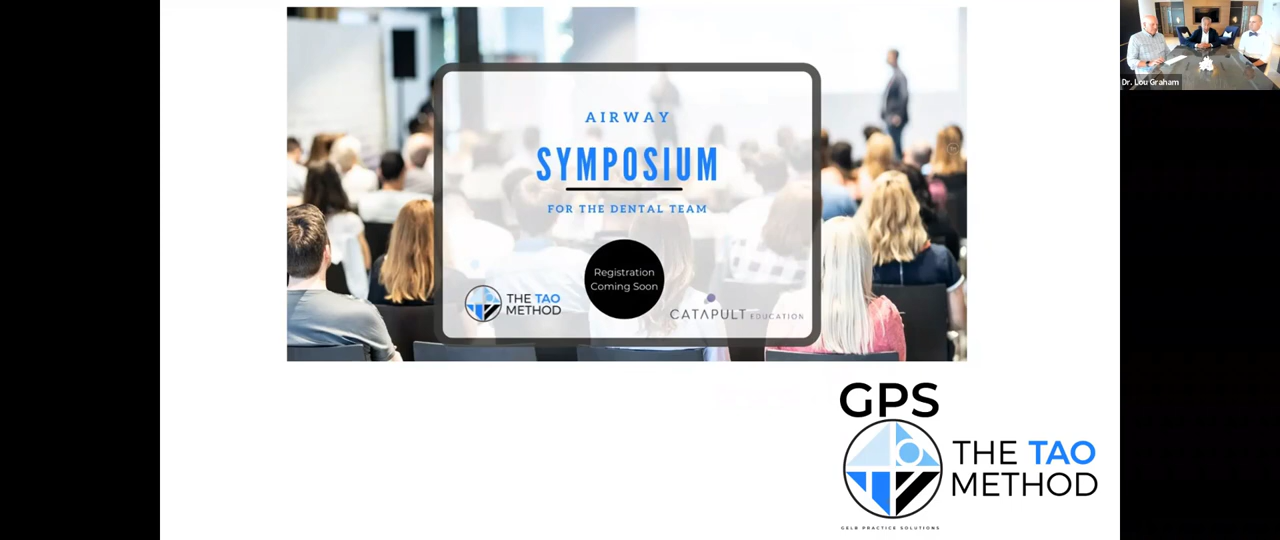 AIRWAY
SYMPOSIUM
FOR THE DENTAL TEAM
Registration
Coming Soon
THE TAO
METHOD
CATAPULT EDUCATION
GPS
THE TAO
METHOD
GELB PRACTICE SOLUTIONS
Dr. Lou Graham